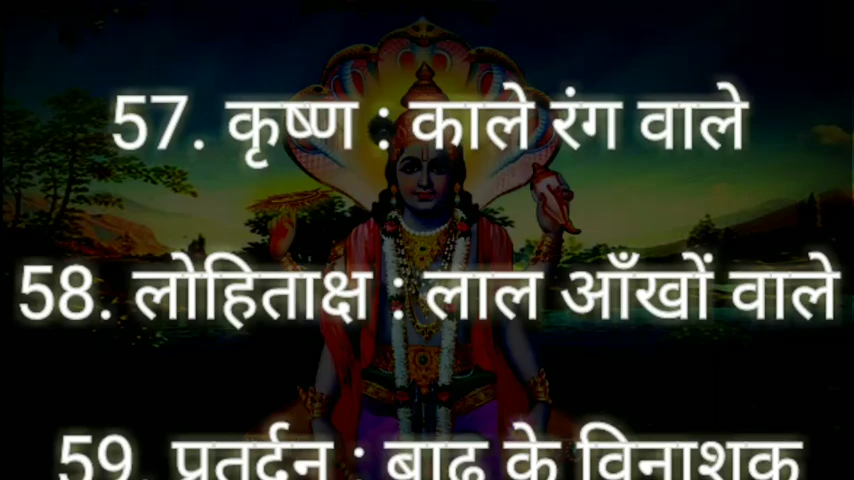 57. कृष्ण : काले रंग वाले
58. लोहिताक्ष : लाल आँखों वाले
59. प्रतर्दन : बाढ़ के विनाशक